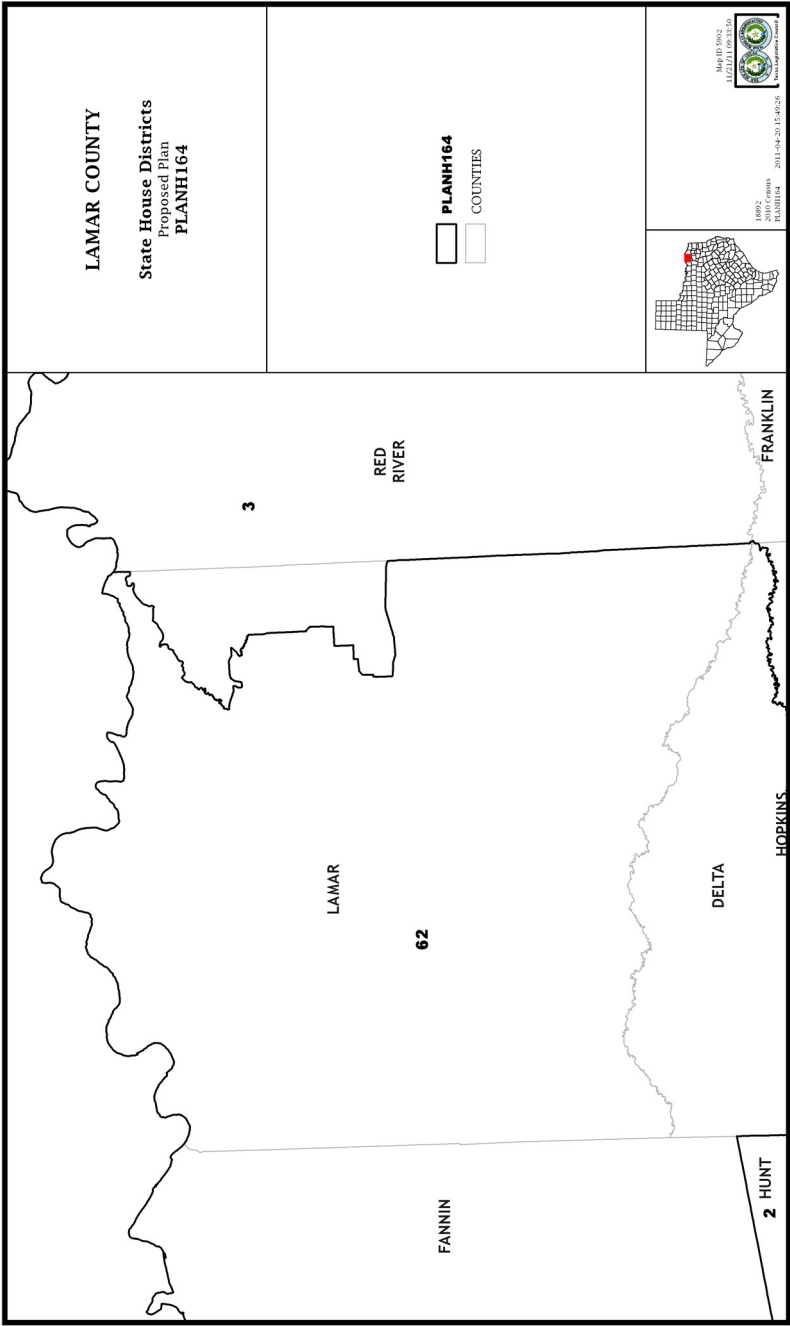 LAMAR COUNTY
State House Districts
Proposed Plan
PLANH164
PLANH164
COUNTIES
Map ID 5902
11/21/11 09:33:50
Texas Legislative Council
18892
2010 Census
PLANH164
2011-04-20 15:49:26
RED
RIVER
3
FRANKLIN
LAMAR
62
DELTA
HOPKINS
FANNIN
HUNT
2